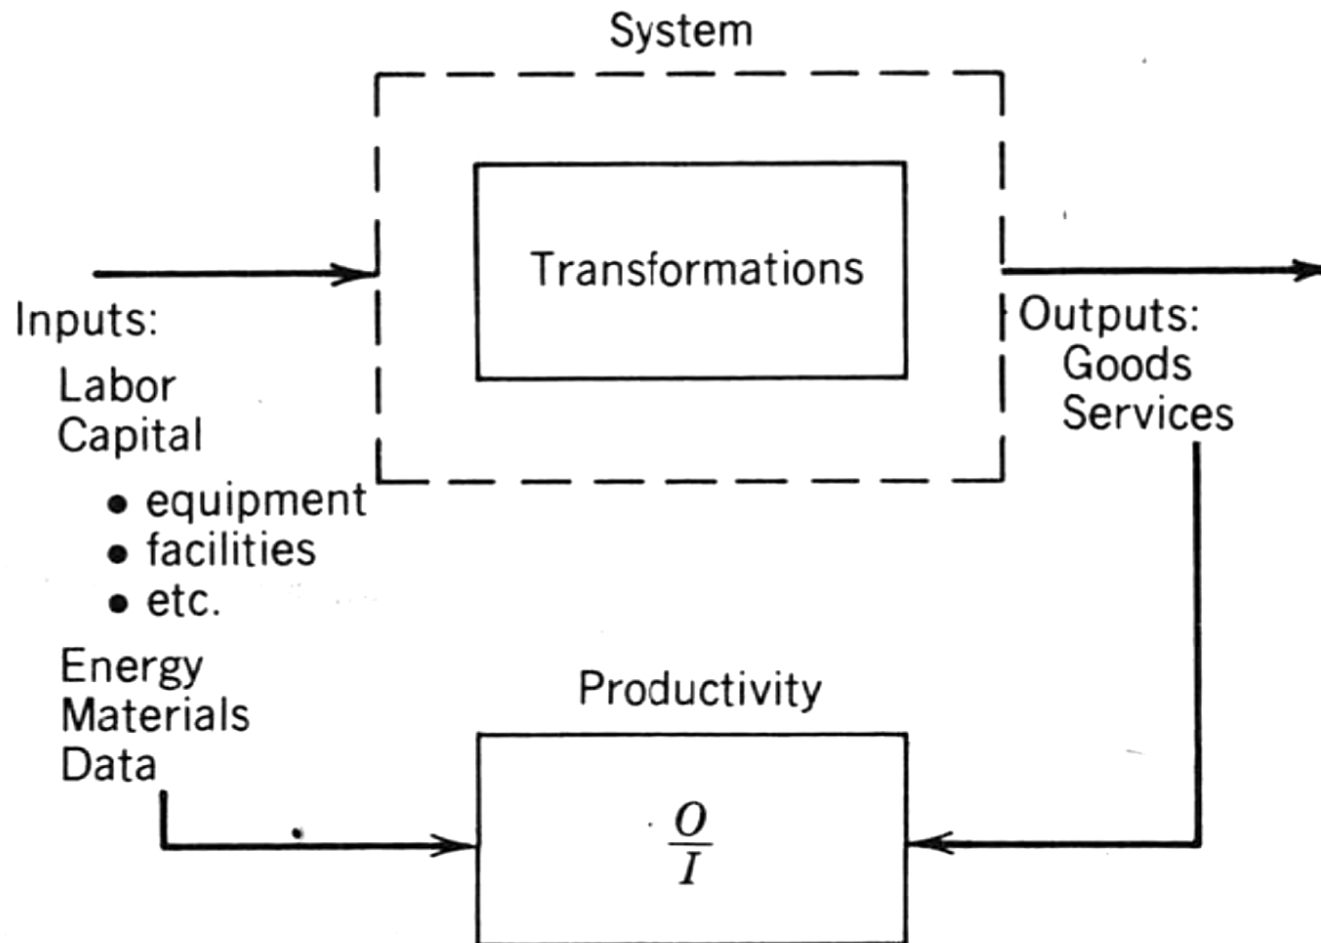 System
Transformations
Inputs:
Labor
Capital
• equipment
• facilities
• etc.
Energy
Materials
Data
Outputs:
Goods
Services
Productivity
O
I